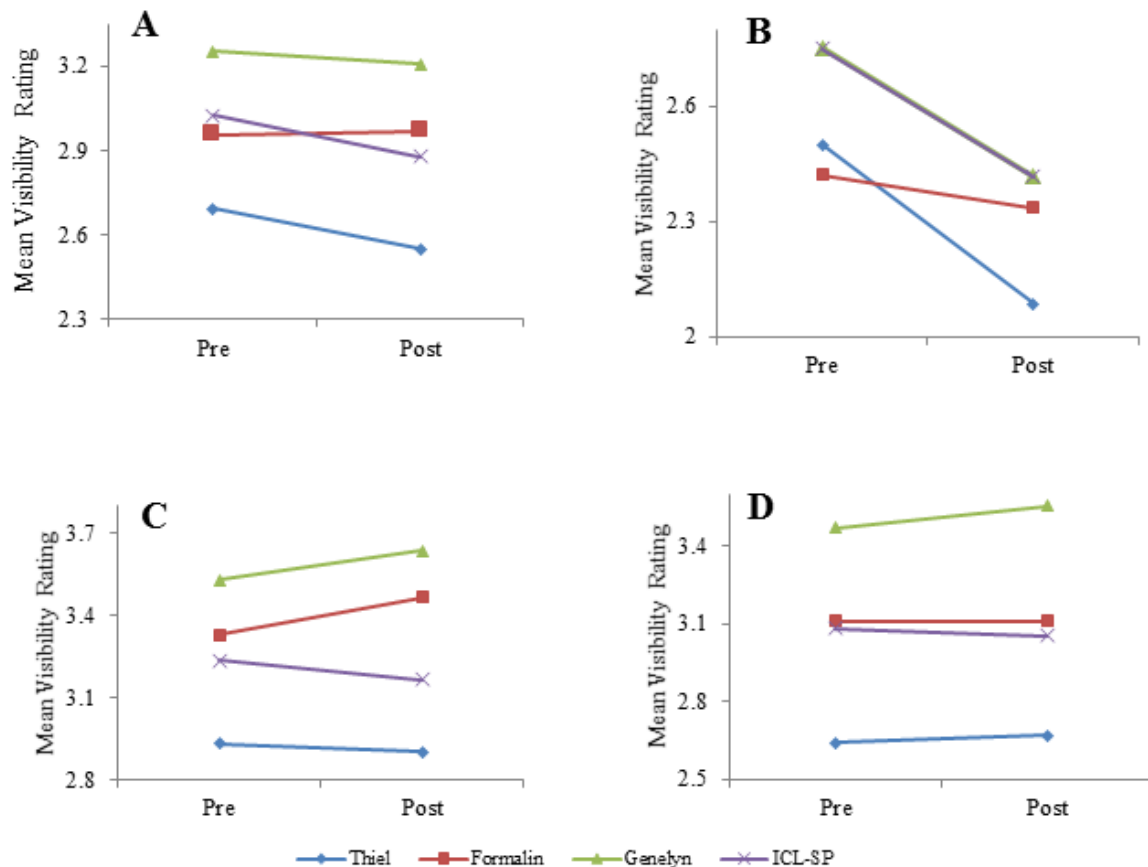 A
Mean Visibility Rating
3.2
2.9
2.6
2.3
Pre Post
B
Mean Visibility Rating
2.6
2.3
2
Pre Post
C
Mean Visibility Rating
3.7
3.4
3.1
2.8
Pre Post
D
Mean Visibility Rating
3.4
3.1
2.8
2.5
Pre Post
Thiel Formalin Genelyn ICL-SP